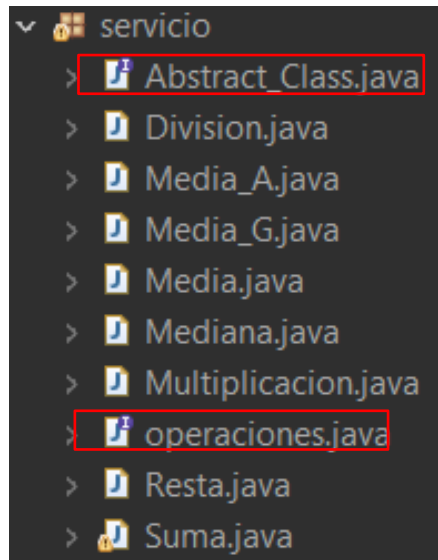 servicio
Abstract_Class.java
Division.java
Media_A.java
Media_G.java
Media.java
Mediana.java
Multiplicacion.java
operaciones.java
Resta.java
Suma.java